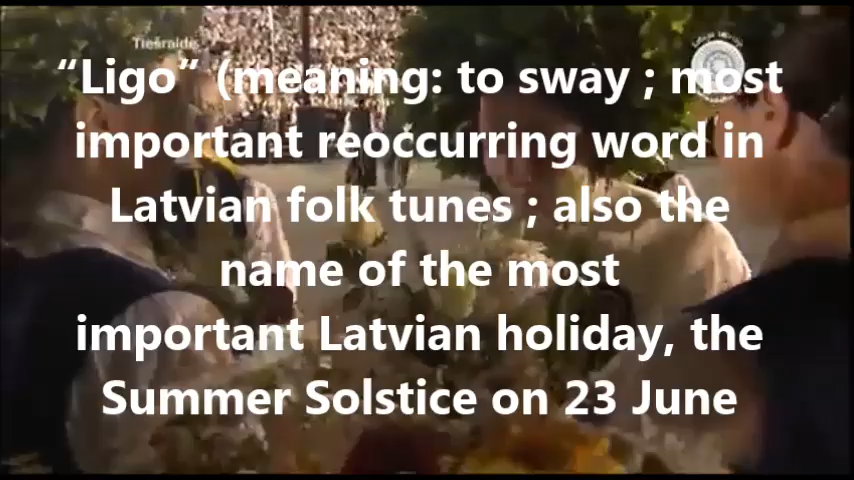 Tiešraide
“Ligo” (meaning: to sway ; most
important reoccurring word in
Latvian folk tunes ; also the
name of the most
important Latvian holiday, the
Summer Solstice on 23 June